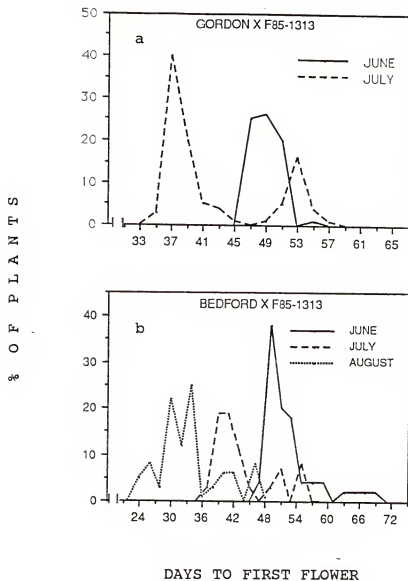 GORDON X F85-1313
a
JUNE
JULY
50
40
30
20
10
0
33 37 41 45 49 53 57 61 65
% OF PLANTS
BEDFORD X F85-1313
b
JUNE
JULY
AUGUST
40
30
20
10
0
24 30 36 42 48 54 60 66 72
DAYS TO FIRST FLOWER